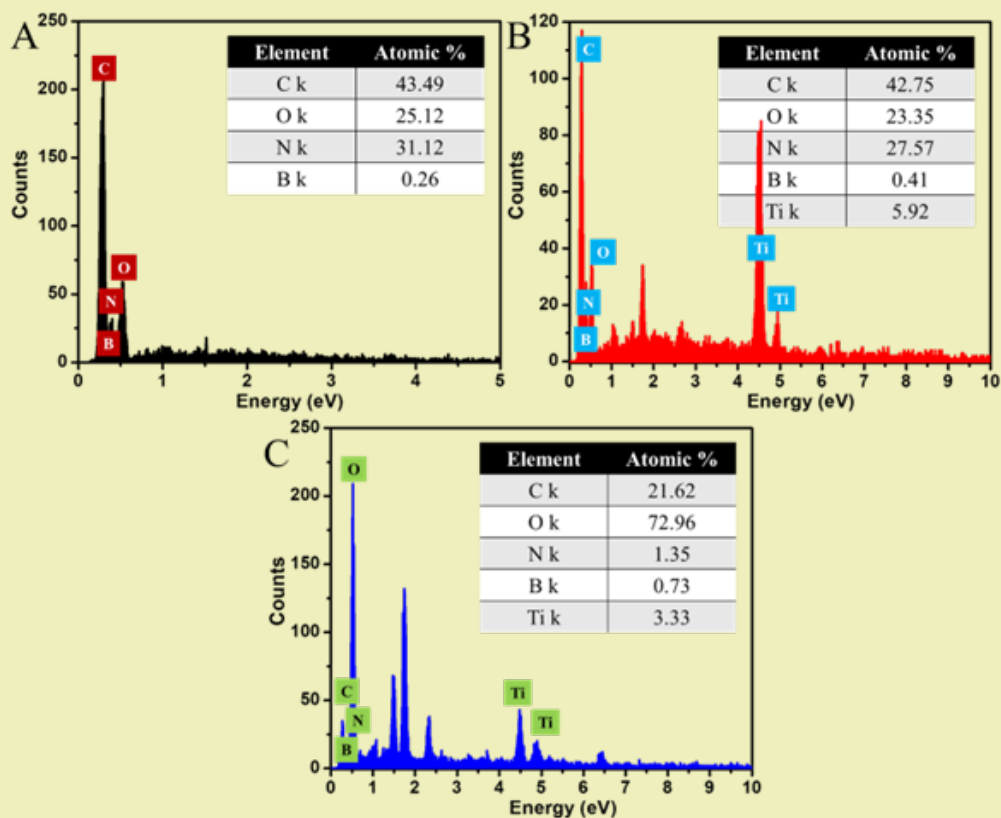 A
250
200
150
100
50
0
Counts
0 1 2 3 4 5
Energy (eV)
C
N
O
B
Element Atomic %
C k 43.49
O k 25.12
N k 31.12
B k 0.26
B
120
100
80
60
40
20
0
Counts
0 1 2 3 4 5 6 7 8 9 10
Energy (eV)
C
O
N
B
Ti
Ti
Element Atomic %
C k 42.75
O k 23.35
N k 27.57
B k 0.41
Ti k 5.92
C
250
200
150
100
50
0
Counts
0 1 2 3 4 5 6 7 8 9 10
Energy (eV)
O
C
N
B
Ti
Ti
Element Atomic %
C k 21.62
O k 72.96
N k 1.35
B k 0.73
Ti k 3.33